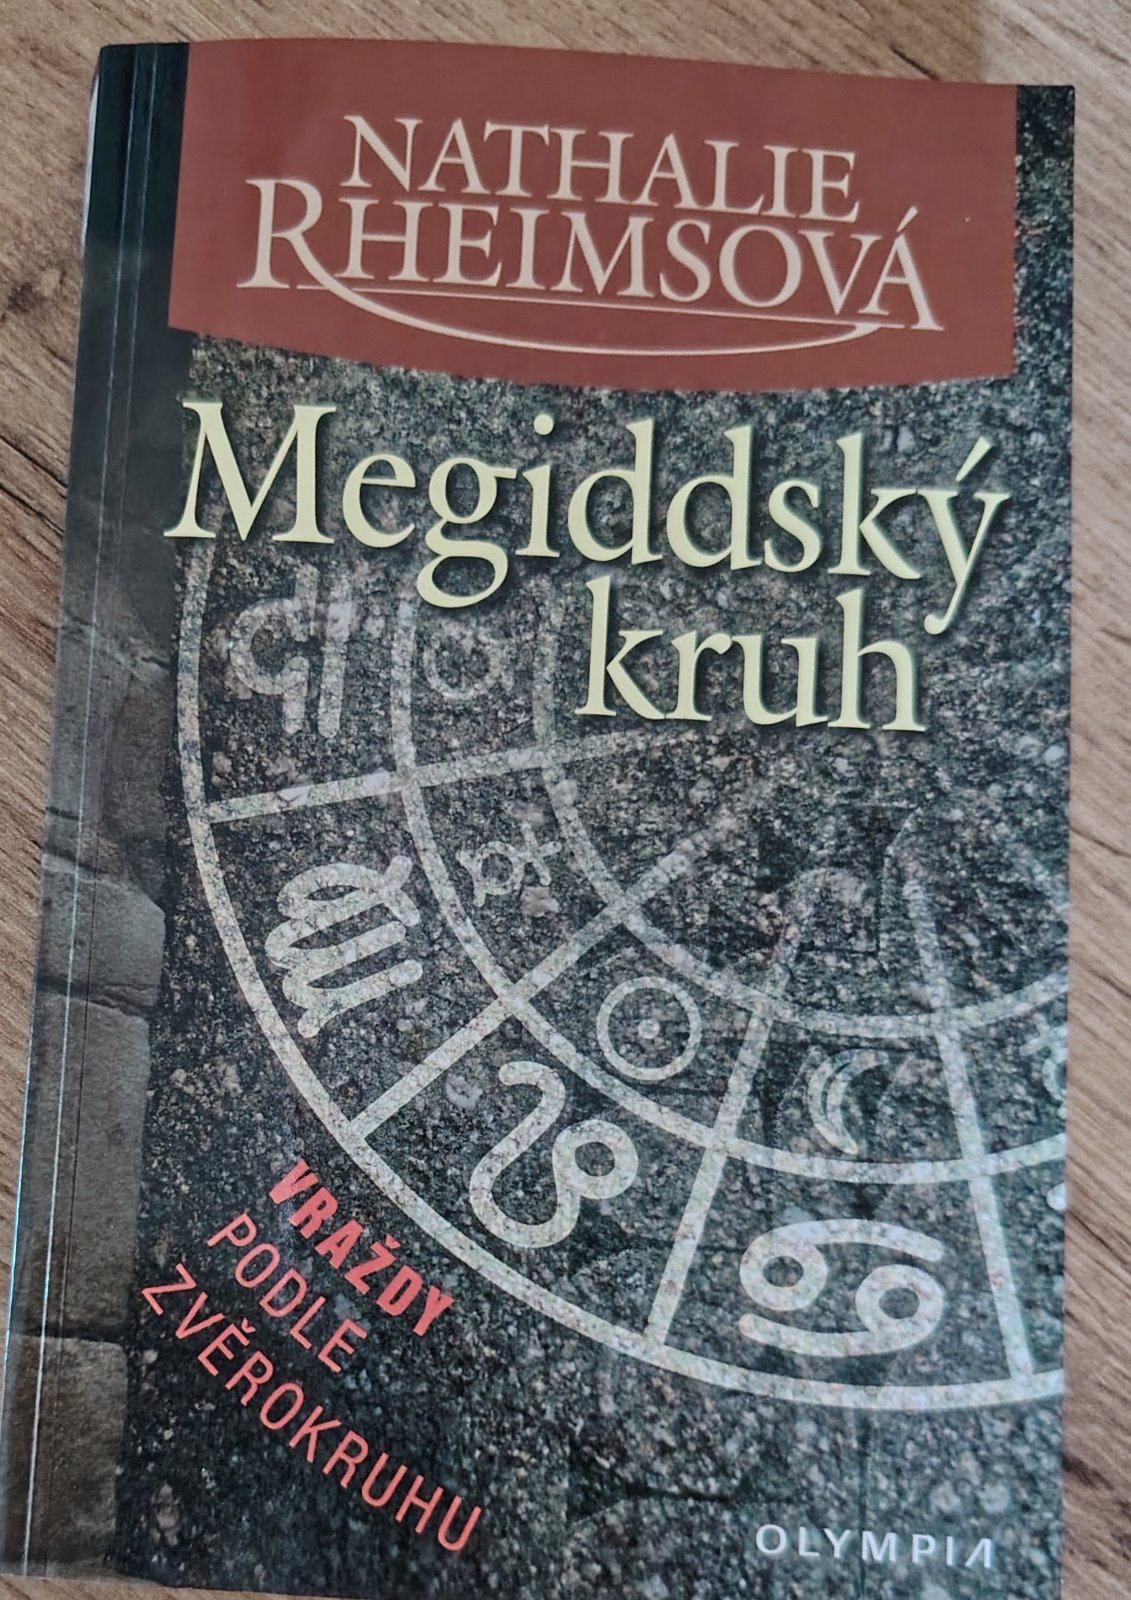 NATHALIE
RHEIMSOVÁ
Megiddský
kruh
VRAŽDY
PODLE
ZVĚROKRUHU
OLYMPIA